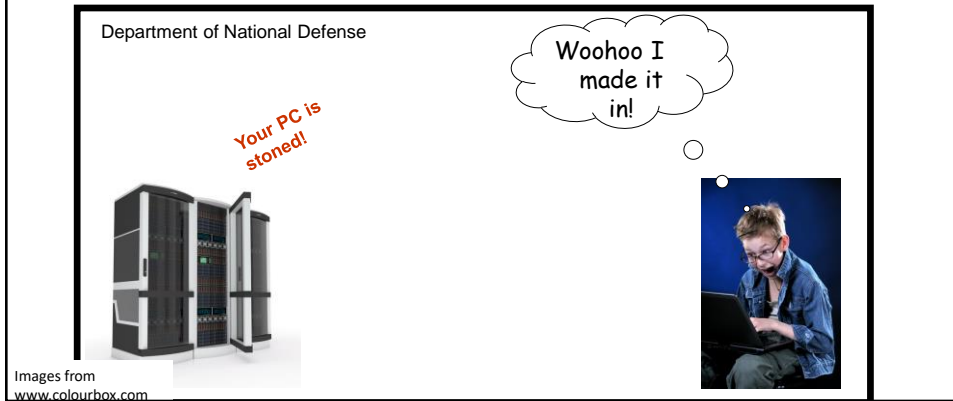 Department of National Defense
Woohoo I
made it
in!
Your PC is
stoned!
Images from
www.colourbox.com